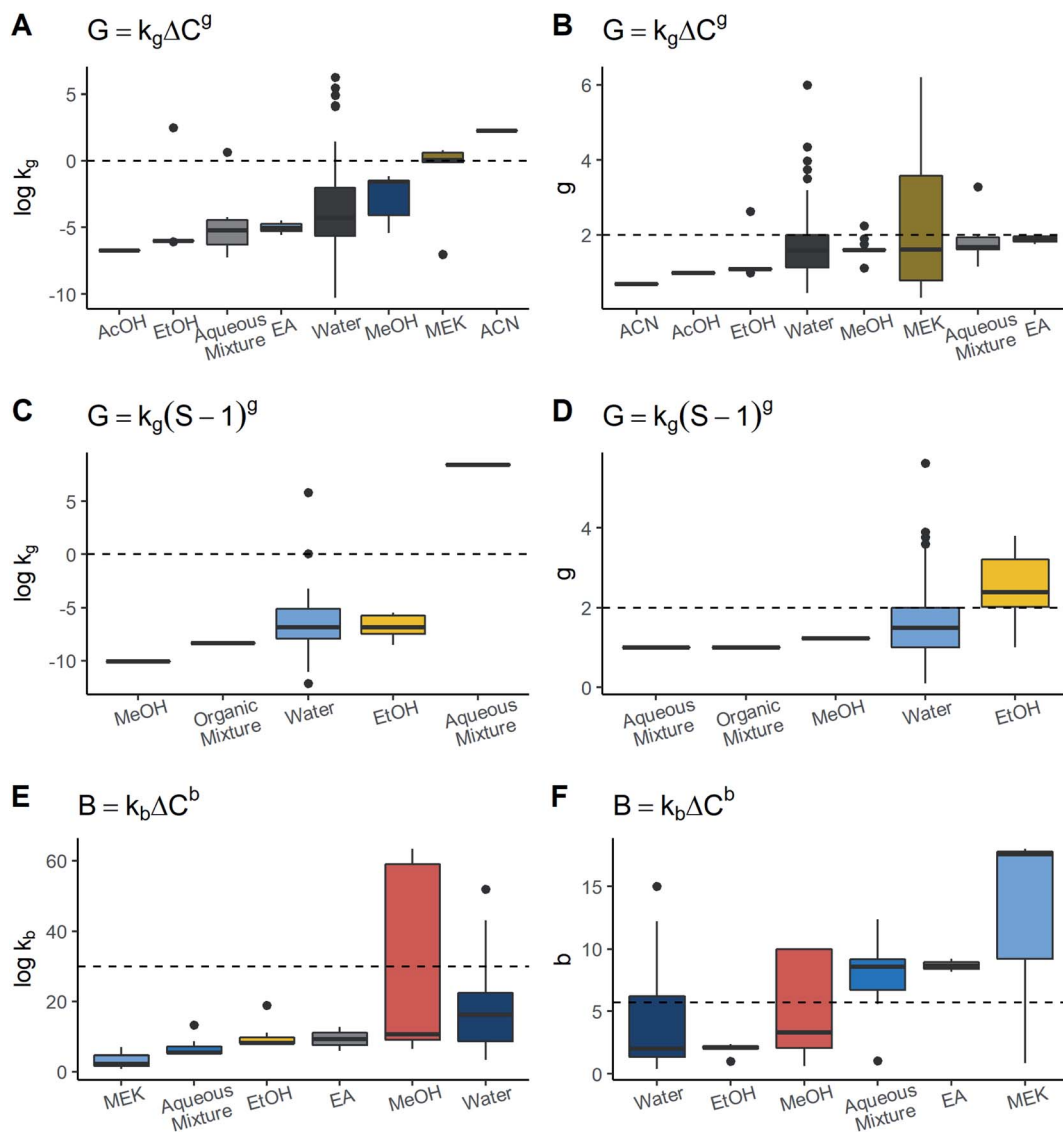 A G = k_gΔC^g
log k_g
5
0
-5
-10
AcOH EtOH Aqueous Mixture EA Water MeOH MEK ACN
B G = k_gΔC^g
g
6
4
2
ACN AcOH EtOH Water MeOH MEK Aqueous Mixture EA
C G = k_g(S − 1)^g
log k_g
5
0
-5
-10
MeOH Organic Mixture Water EtOH Aqueous Mixture
D G = k_g(S − 1)^g
g
4
2
0
Aqueous Mixture Organic Mixture MeOH Water EtOH
E B = k_bΔC^b
log k_b
60
40
20
0
MEK Aqueous Mixture EtOH EA MeOH Water
F B = k_bΔC^b
b
15
10
5
0
Water EtOH MeOH Aqueous Mixture EA MEK